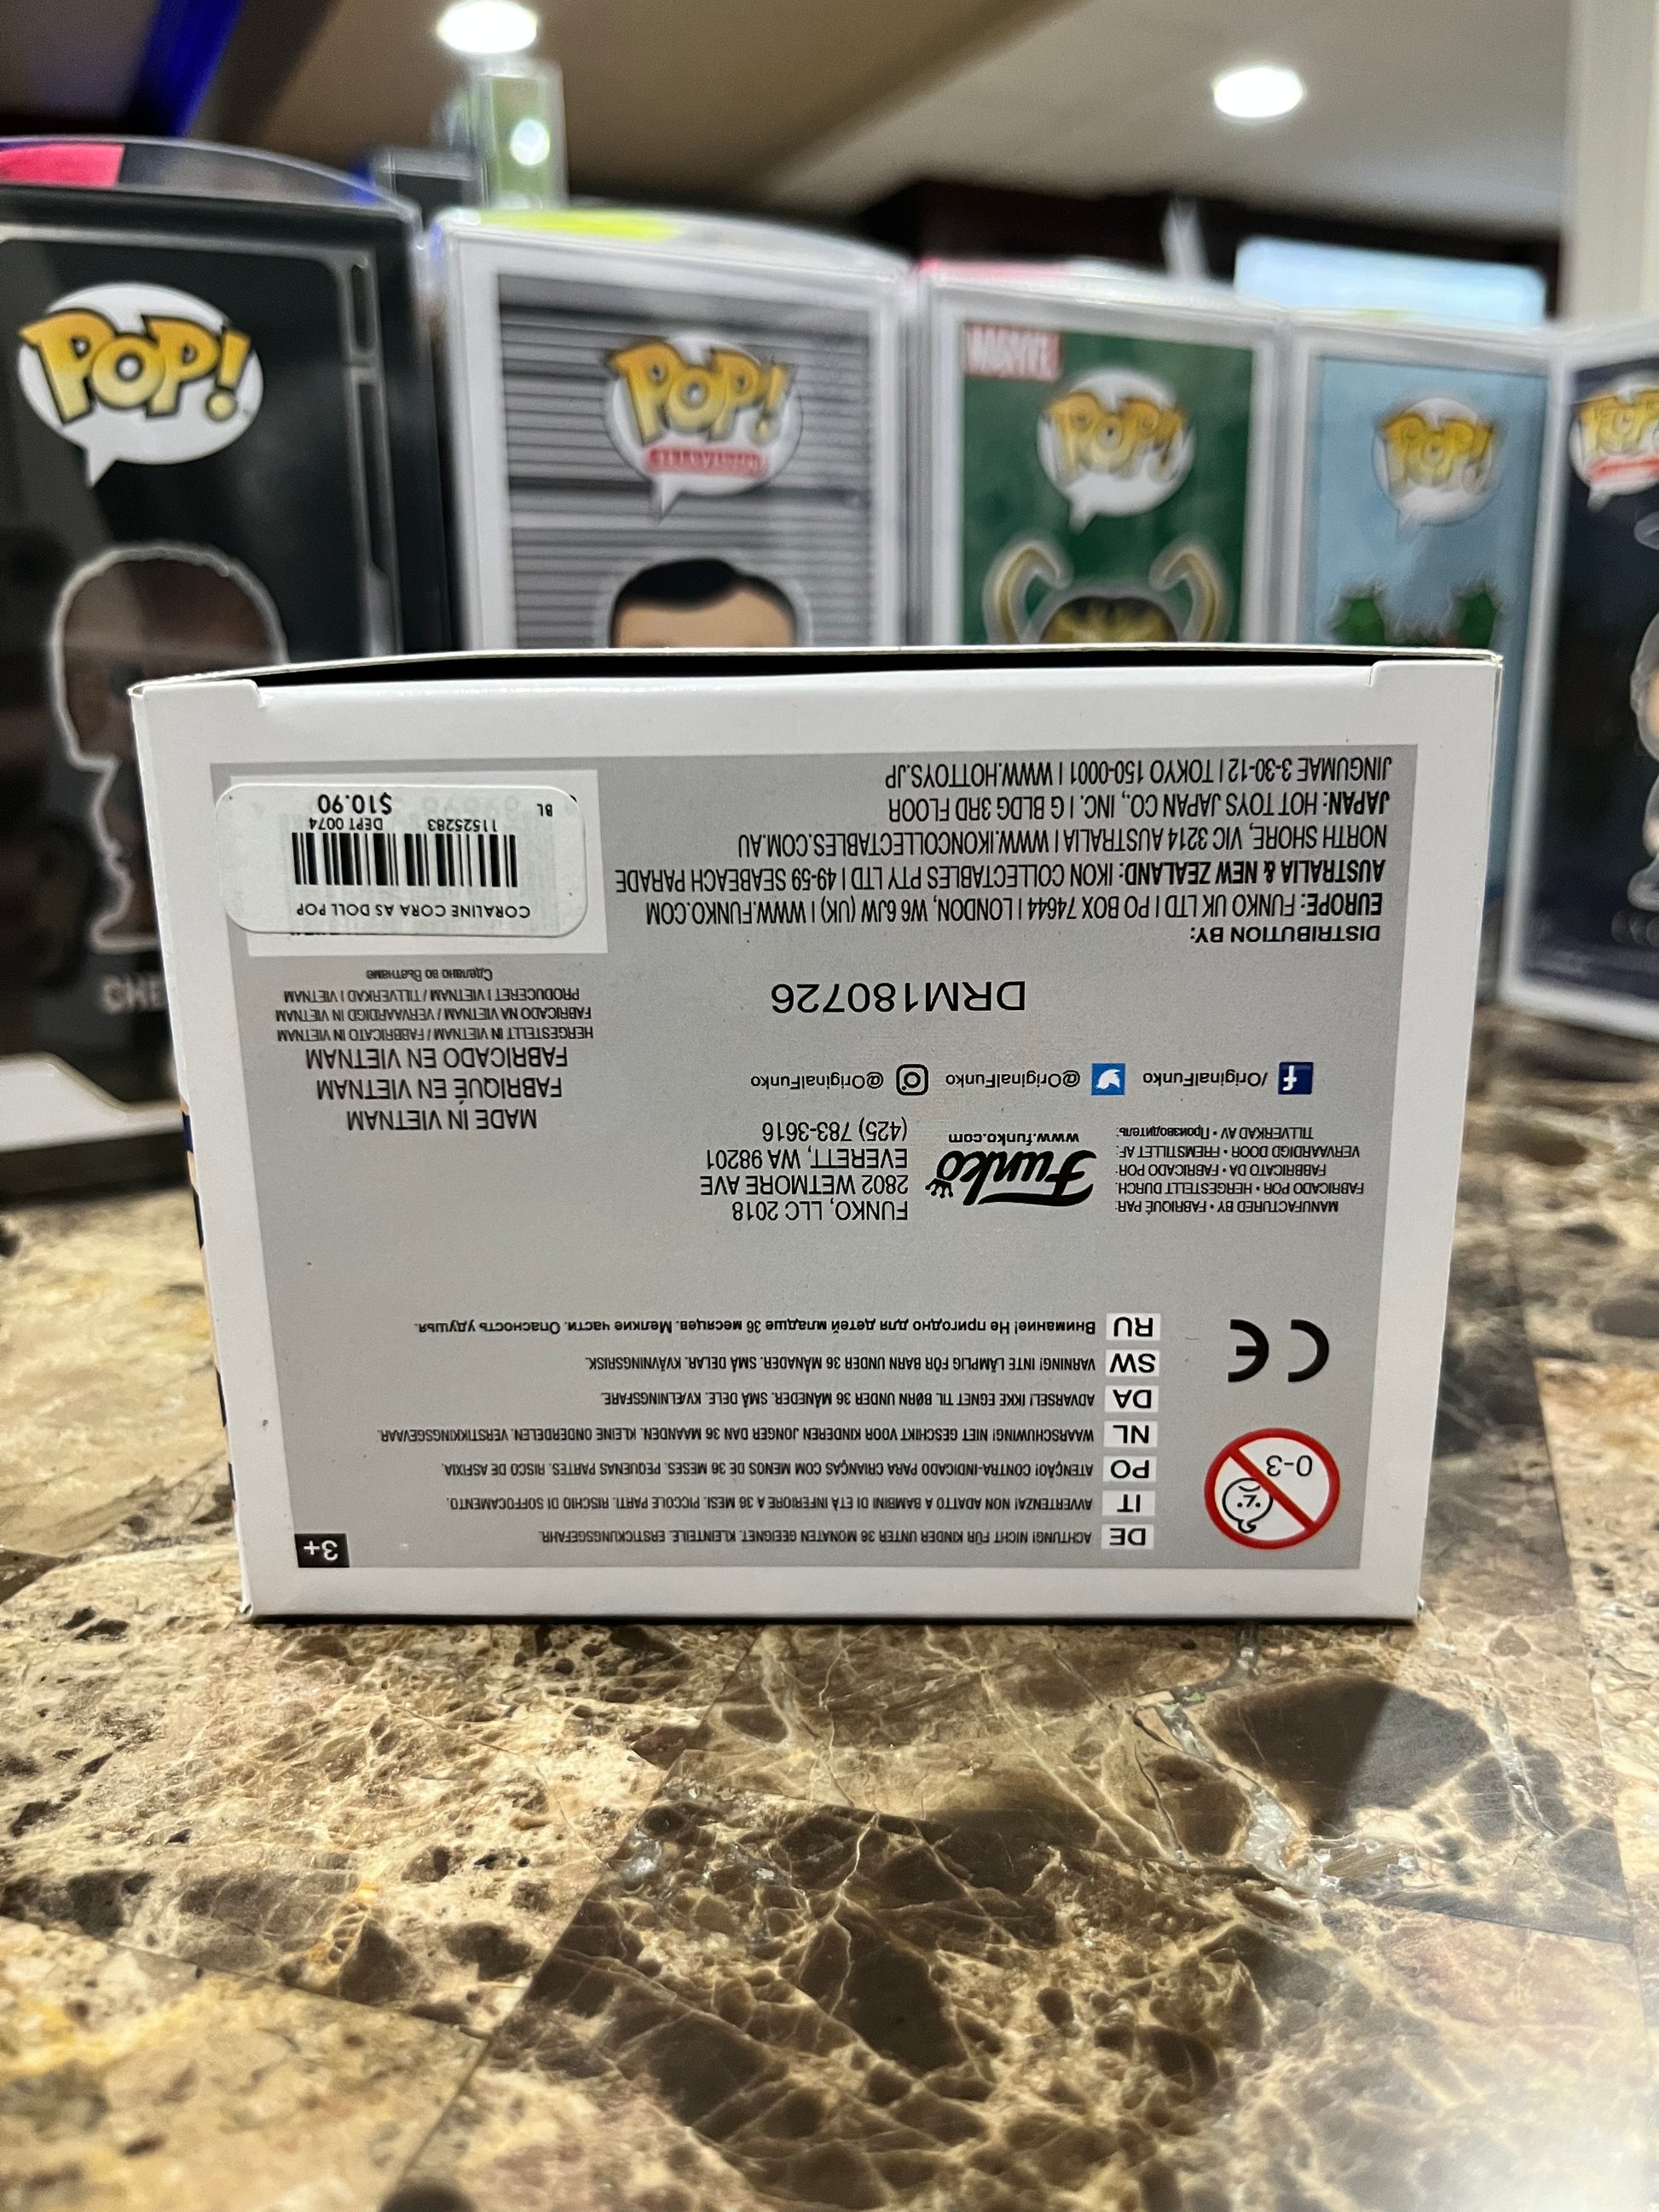 POP!
POP!
TELEVISION
MARVEL
POP!
POP!
POP!
CHE
3+
0-3
CE
DE ACHTUNG! NICHT FÜR KINDER UNTER 36 MONATEN GEEIGNET. KLEINTEILE. ERSTICKUNGSGEFAHR.
IT AVVERTENZA! NON ADATTO A BAMBINI DI ETÀ INFERIORE A 36 MESI. PICCOLE PARTI. RISCHIO DI SOFFOCAMENTO.
PO ATENÇÃO! CONTRA-INDICADO PARA CRIANÇAS COM MENOS DE 36 MESES. PEQUENAS PARTES. RISCO DE ASFIXIA.
NL WAARSCHUWING! NIET GESCHIKT VOOR KINDEREN JONGER DAN 36 MAANDEN. KLEINE ONDERDELEN. VERSTIKKINGSGEVAAR.
DA ADVARSEL! IKKE EGNET TIL BØRN UNDER 36 MÅNEDER. SMÅ DELE. KVÆLNINGSFARE.
SW VARNING! INTE LÄMPLIG FÖR BARN UNDER 36 MÅNADER. SMÅ DELAR. KVÄVNINGSRISK.
RU Внимание! Не пригодно для детей младше 36 месяцев. Мелкие части. Опасность удушья.
MANUFACTURED BY • FABRIQUÉ PAR:
FABRICADO POR • HERGESTELLT DURCH:
FABBRICATO DA • FABRICADO POR:
VERVAARDIGD DOOR • FREMSTILLET AF:
TILLVERKAD AV • Производитель:
Funko
www.funko.com
FUNKO, LLC 2018
2802 WETMORE AVE
EVERETT, WA 98201
(425) 783-3616
/OriginalFunko @OriginalFunko @OriginalFunko
DRM180726
MADE IN VIETNAM
FABRIQUÉ EN VIETNAM
FABRICADO EN VIETNAM
HERGESTELLT IN VIETNAM / FABBRICATO IN VIETNAM
FABRICADO NA VIETNAM / VERVAARDIGD IN VIETNAM
PRODUCERET I VIETNAM / TILLVERKAD I VIETNAM
Сделано во Вьетнаме
DISTRIBUTION BY:
EUROPE: FUNKO UK LTD | PO BOX 74644 | LONDON, W6 6JW (UK) | WWW.FUNKO.COM
AUSTRALIA & NEW ZEALAND: IKON COLLECTABLES PTY LTD | 49-59 SEABEACH PARADE
NORTH SHORE, VIC 3214 AUSTRALIA | WWW.IKONCOLLECTABLES.COM.AU
JAPAN: HOT TOYS JAPAN CO., INC. | G BLDG 3RD FLOOR
JINGUMAE 3-30-12 | TOKYO 150-0001 | WWW.HOTTOYS.JP
CORALINE CORA AS DOLL POP
11525283 DEPT 0074
BL $10.90